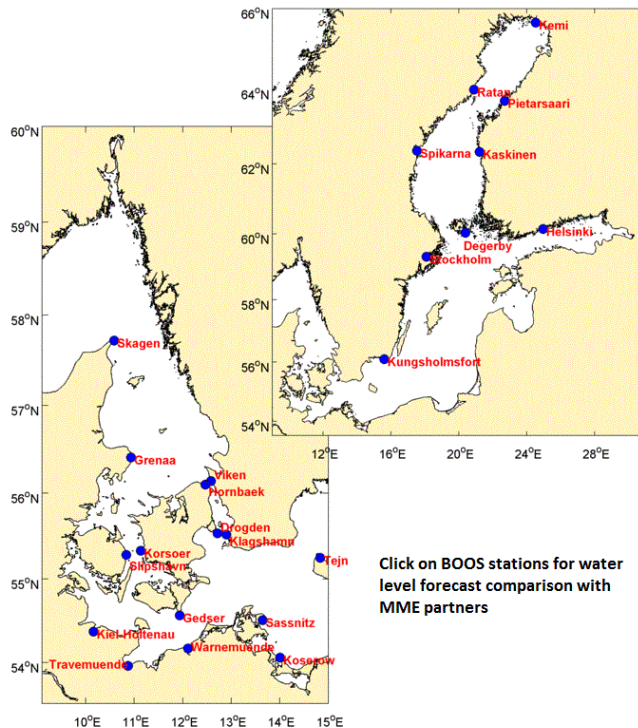 66°N
Kemi
Ratan
64°N
Pietarsaari
Spikarna
Kaskinen
62°N
Degerby
Helsinki
60°N
Stockholm
58°N
Kungsholmsfort
56°N
54°N
12°E 16°E 20°E 24°E 28°E
60°N
59°N
58°N
Skagen
57°N
Grenaa
Viken
Hornbaek
56°N
Drogden
Klagshamn
Korsoer
Slipshavn
Tejn
55°N
Gedser
Sassnitz
Kiel-Holtenau
Warnemuende
Koserow
Travemuende
54°N
10°E 11°E 12°E 13°E 14°E 15°E
Click on BOOS stations for water
level forecast comparison with
MME partners